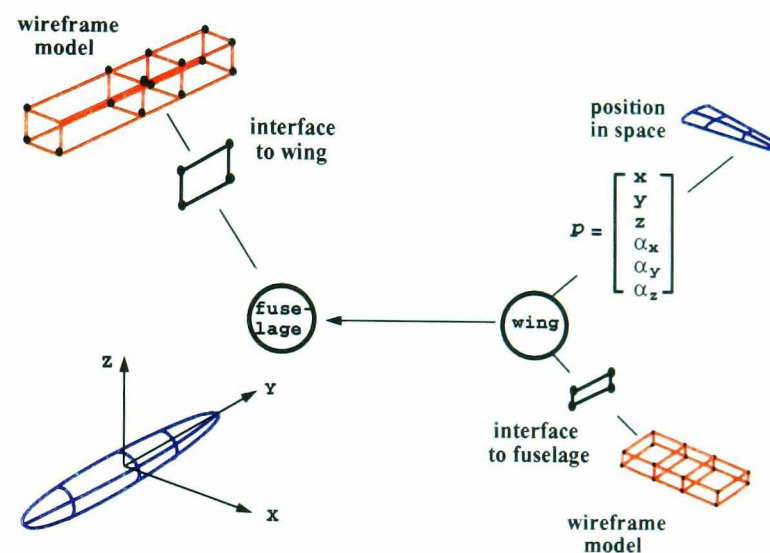 wireframe
model
interface
to wing
position
in space
p =
x
y
z
αx
αy
αz
fuse-
lage
wing
Z
Y
X
interface
to fuselage
wireframe
model